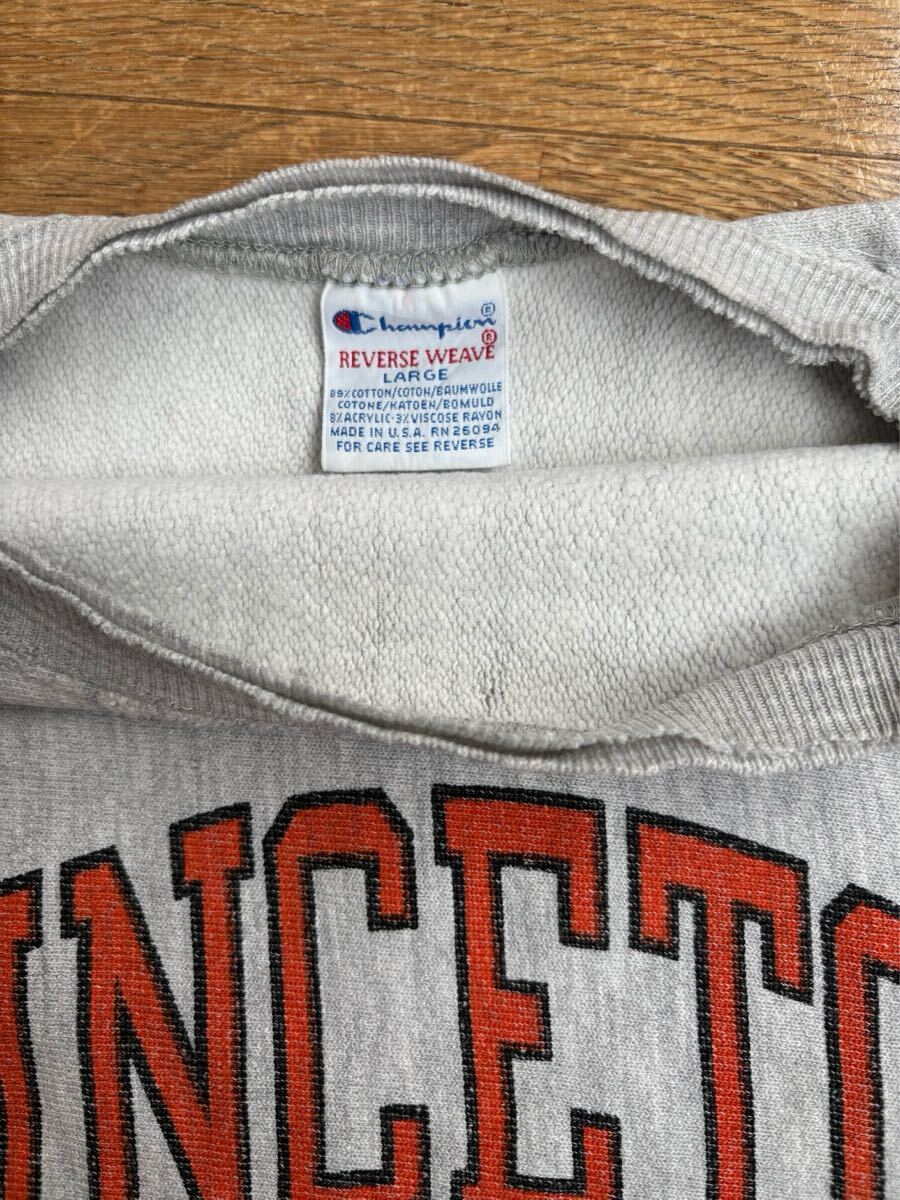 Champion®
REVERSE WEAVE®
LARGE
89% COTTON/COTON/BAUMWOLLE
COTONE/KATOEN/BOMULD
8% ACRYLIC-3% VISCOSE RAYON
MADE IN U.S.A. RN 26094
FOR CARE SEE REVERSE
INCETO